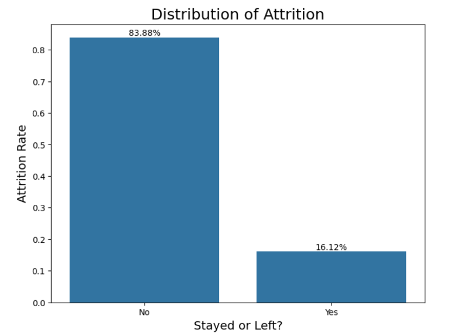 Distribution of Attrition
83.88%
16.12%
0.8
0.7
0.6
0.5
0.4
0.3
0.2
0.1
0.0
Attrition Rate
No
Yes
Stayed or Left?